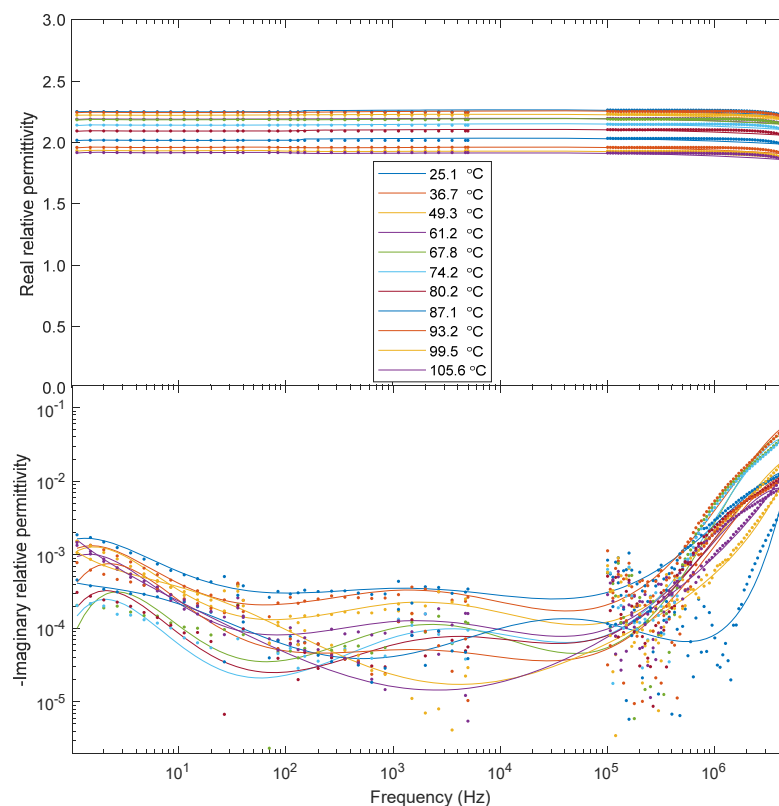 3.0
2.5
2.0
1.5
1.0
0.5
0.0
Real relative permittivity
25.1 °C
36.7 °C
49.3 °C
61.2 °C
67.8 °C
74.2 °C
80.2 °C
87.1 °C
93.2 °C
99.5 °C
105.6 °C
10⁻¹
10⁻²
10⁻³
10⁻⁴
10⁻⁵
-Imaginary relative permittivity
10¹ 10² 10³ 10⁴ 10⁵ 10⁶
Frequency (Hz)